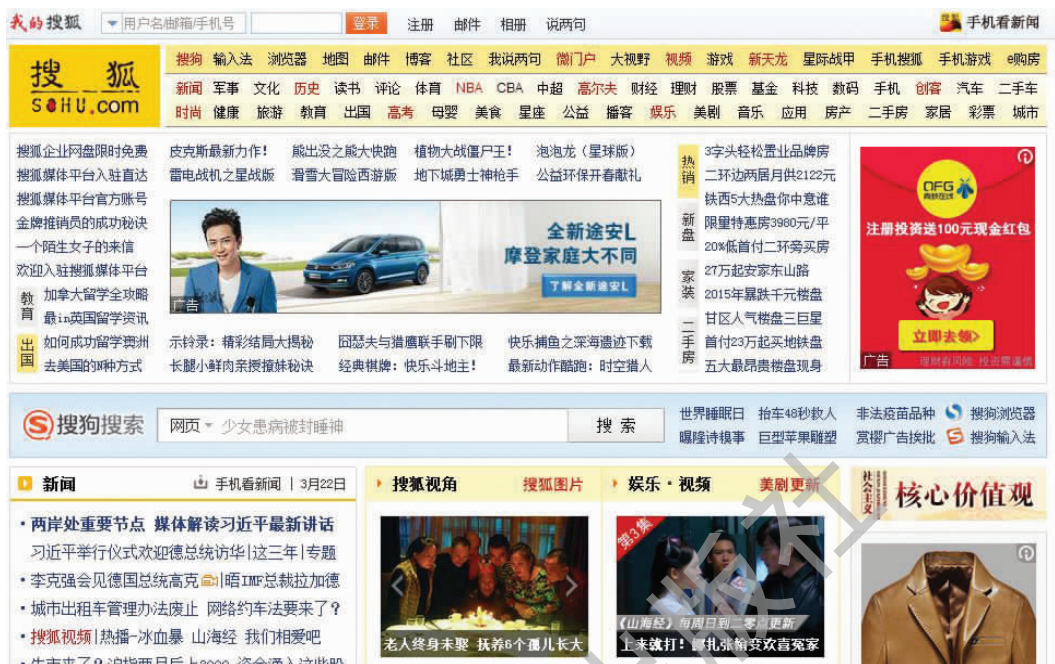 我的搜狐 用户名/邮箱/手机号 登录 注册 邮件 相册 说两句 手机看新闻
搜狐
SOHU.com
搜狗 输入法 浏览器 地图 邮件 博客 社区 我说两句 微门户 大视野 视频 游戏 新天龙 星际战甲 手机搜狐 手机游戏 e购房
新闻 军事 文化 历史 读书 评论 体育 NBA CBA 中超 高尔夫 财经 理财 股票 基金 科技 数码 手机 创客 汽车 二手车
时尚 健康 旅游 教育 出国 高考 母婴 美食 星座 公益 播客 娱乐 美剧 音乐 应用 房产 二手房 家居 彩票 城市
搜狐企业网盘限时免费
搜狐媒体平台入驻直达
搜狐媒体平台官方账号
金牌推销员的成功秘诀
一个陌生女子的来信
欢迎入驻搜狐媒体平台
教育 加拿大留学全攻略
最in英国留学资讯
出国 如何成功留学澳洲
去美国的N种方式
皮克斯最新力作! 熊出没之熊大快跑 植物大战僵尸王! 泡泡龙(星球版)
雷电战机之星战版 滑雪大冒险西游版 地下城勇士神枪手 公益环保开春献礼
全新途安L
摩登家庭大不同
了解全新途安L
广告
示铃录:精彩结局大揭秘 囧瑟夫与猎鹰联手刷下限 快乐捕鱼之深海遗迹下载
长腿小鲜肉亲授撩妹秘诀 经典棋牌:快乐斗地主! 最新动作酷跑:时空猎人
热销 3字头轻松置业品牌房
二环边两居月供2122元
铁西5大热盘你中意谁
新盘 限量特惠房3980元/平
20%低首付二环旁买房
家装 27万起安家东山路
2015年暴跌千元楼盘
二手房 甘区人气楼盘三巨星
首付23万起买地铁盘
五大最昂贵楼盘现身
OFG
注册投资送100元现金红包
立即去领>
广告 理财有风险 投资需谨慎
搜狗搜索 网页 少女患病被封睡神 搜索
世界睡眠日 抬车48秒救人 非法疫苗品种 搜狗浏览器
曝隆诗模事 巨型苹果雕塑 赏樱广告挨批 搜狗输入法
新闻 手机看新闻 | 3月22日
·两岸处重要节点 媒体解读习近平最新讲话
习近平举行仪式欢迎德总统访华|这三年|专题
·李克强会见德国总统高克|晤IMF总裁拉加德
·城市出租车管理办法废止 网络约车法要来了?
·搜狐视频|热播-冰血暴 山海经 我们相爱吧
搜狐视角 搜狐图片
老人终身未娶 抚养6个孤儿长大
娱乐·视频 美剧更新
第3集
《山海经》每周日到二零点更新
上来就打!鄣扎张翰变欢喜冤家
社会主义核心价值观
版社